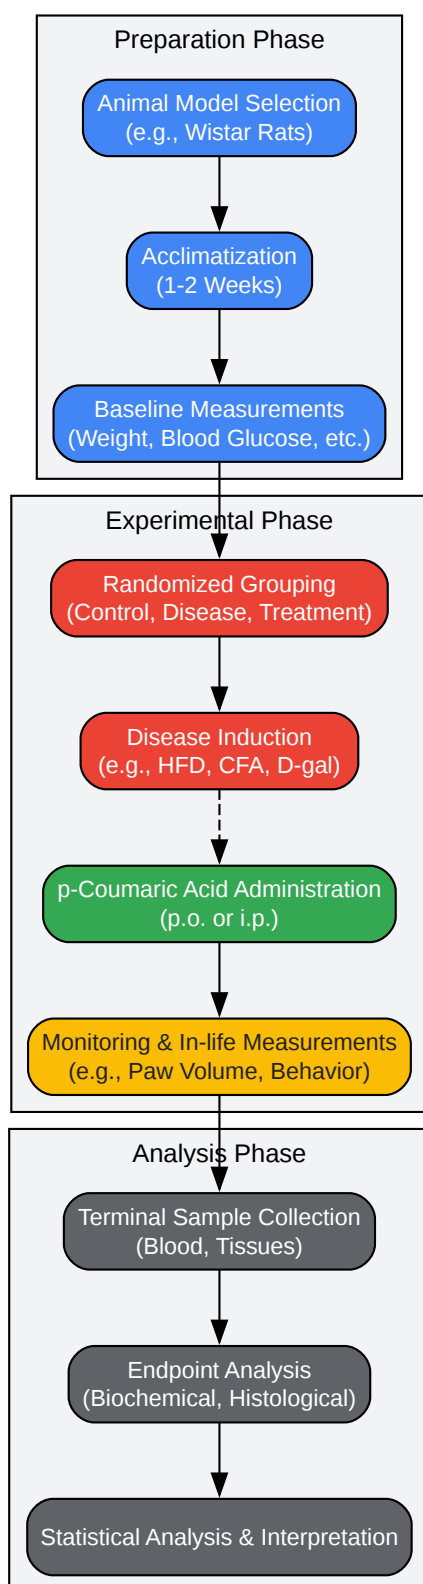 Preparation Phase
Animal Model Selection
(e.g., Wistar Rats)
Acclimatization
(1-2 Weeks)
Baseline Measurements
(Weight, Blood Glucose, etc.)
Experimental Phase
Randomized Grouping
(Control, Disease, Treatment)
Disease Induction
(e.g., HFD, CFA, D-gal)
p-Coumaric Acid Administration
(p.o. or i.p.)
Monitoring & In-life Measurements
(e.g., Paw Volume, Behavior)
Analysis Phase
Terminal Sample Collection
(Blood, Tissues)
Endpoint Analysis
(Biochemical, Histological)
Statistical Analysis & Interpretation